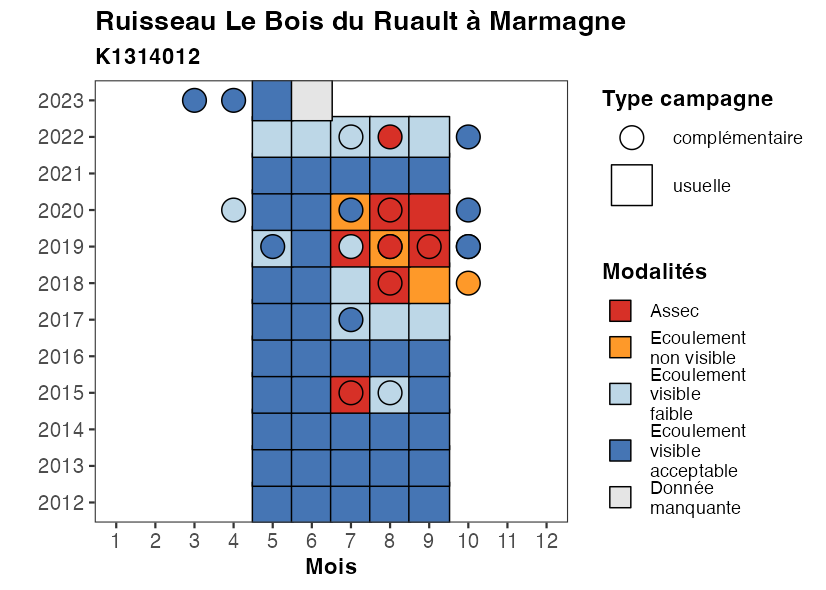 Ruisseau Le Bois du Ruault à Marmagne
K1314012
2023
2022
2021
2020
2019
2018
2017
2016
2015
2014
2013
2012
1 2 3 4 5 6 7 8 9 10 11 12
Mois
Type campagne
complémentaire
usuelle
Modalités
Assec
Ecoulement
non visible
Ecoulement
visible
faible
Ecoulement
visible
acceptable
Donnée
manquante